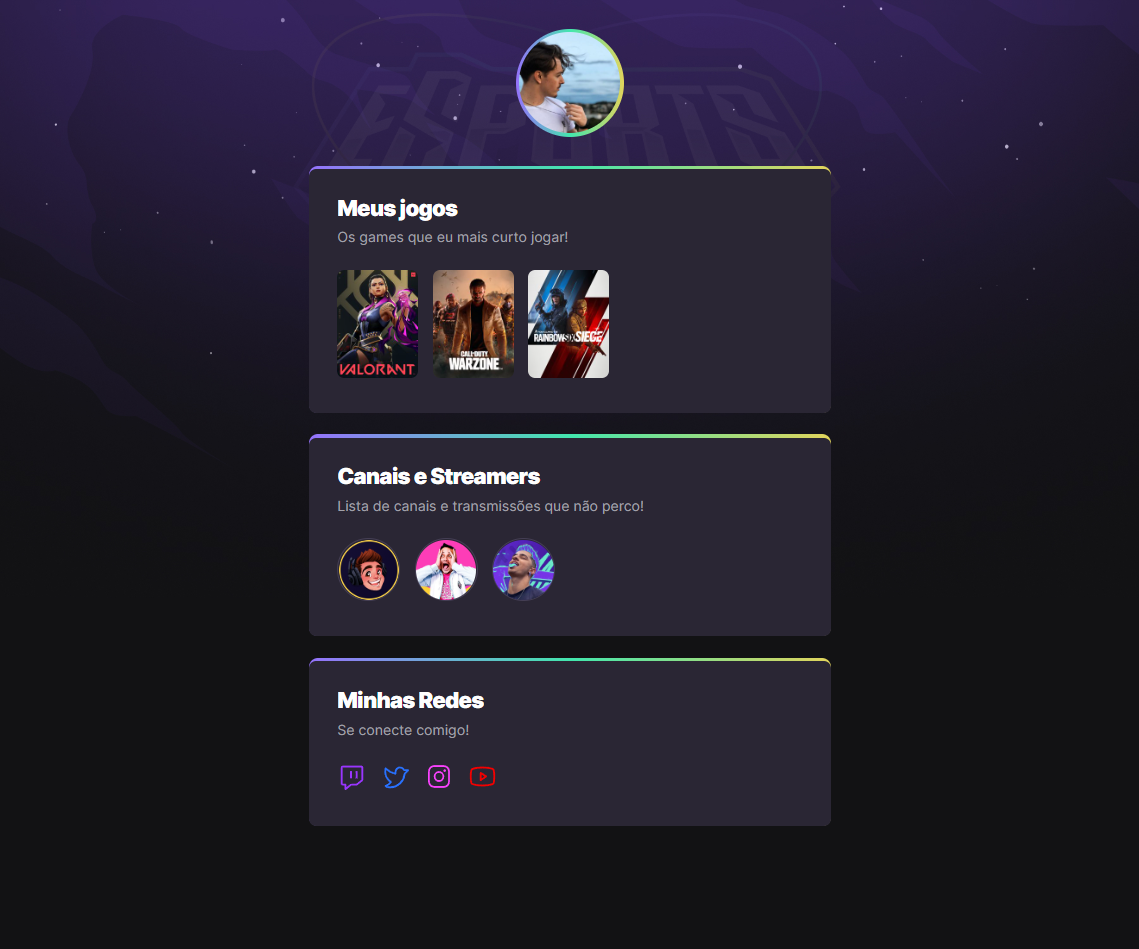 ESPORTS
Meus jogos
Os games que eu mais curto jogar!
VALORANT
CALL OF DUTY
WARZONE
RAINBOW SIX SIEGE
Canais e Streamers
Lista de canais e transmissões que não perco!
Minhas Redes
Se conecte comigo!